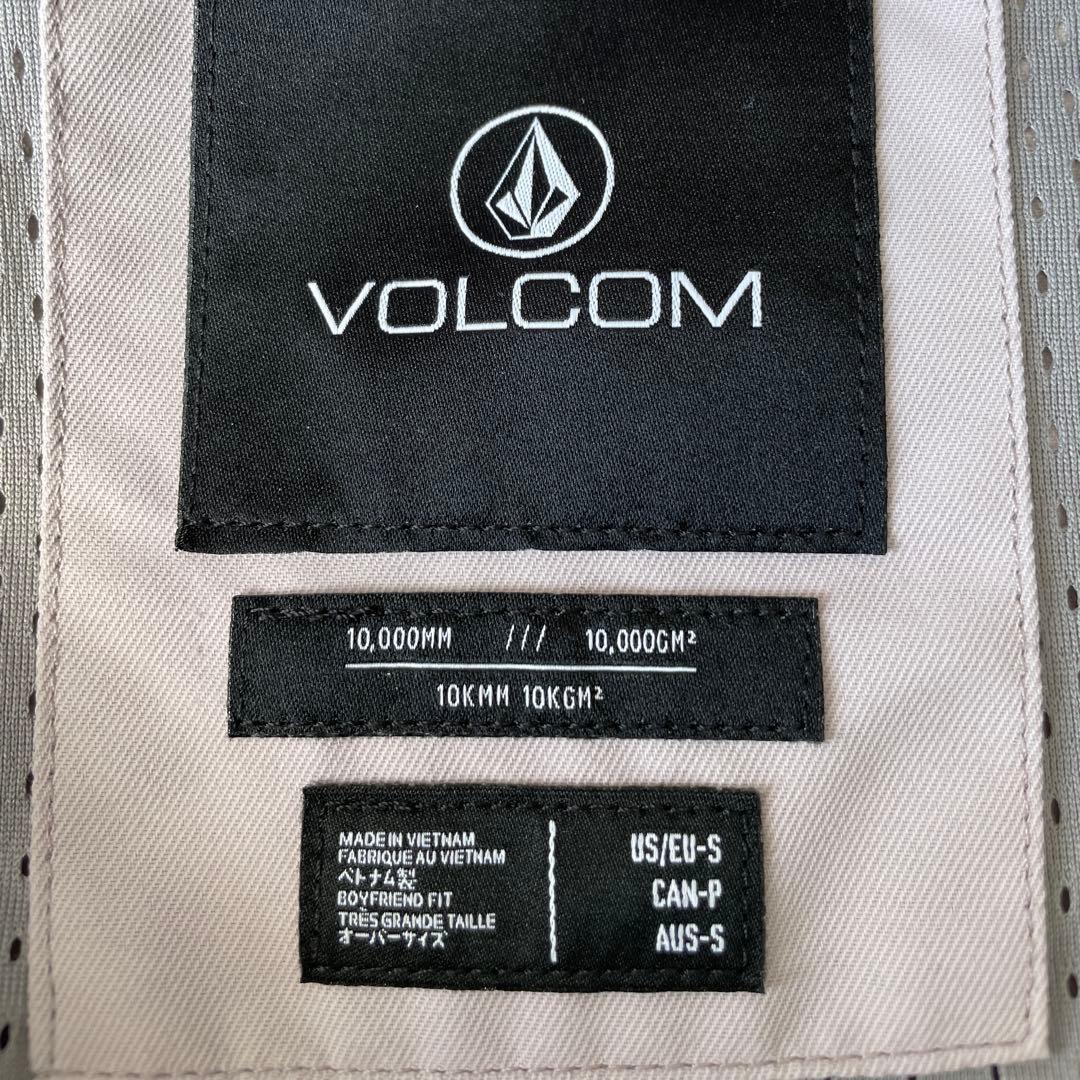 VOLCOM
10,000MM /// 10,000GM²
10KMM 10KGM²
MADE IN VIETNAM
FABRIQUE AU VIETNAM
ベトナム製
BOYFRIEND FIT
TRÈS GRANDE TAILLE
オーバーサイズ
US/EU-S
CAN-P
AUS-S